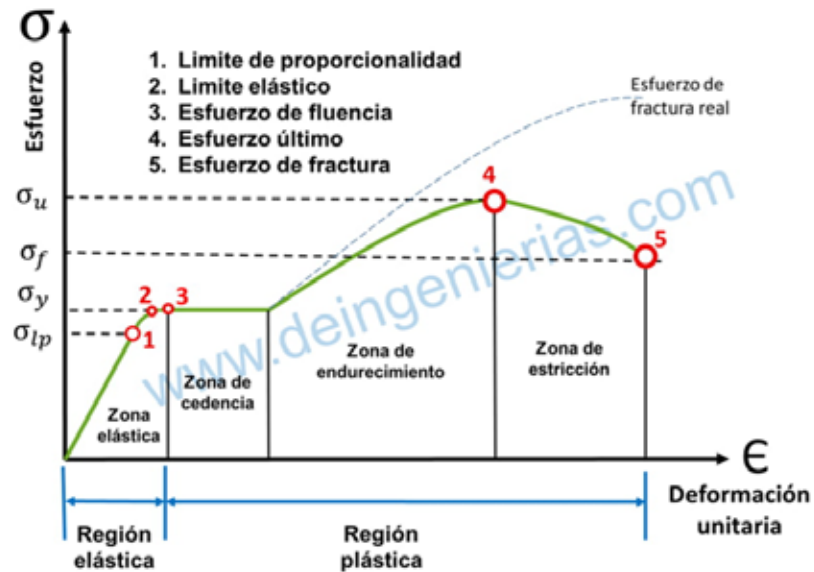 σ
Esfuerzo
1. Limite de proporcionalidad
2. Limite elástico
3. Esfuerzo de fluencia
4. Esfuerzo último
5. Esfuerzo de fractura
Esfuerzo de
fractura real
σu
σf
σy
σlp
1
2
3
4
5
www.deingenierias.com
Zona
elástica
Zona de
cedencia
Zona de
endurecimiento
Zona de
estricción
Є
Deformación
unitaria
Región
elástica
Región
plástica